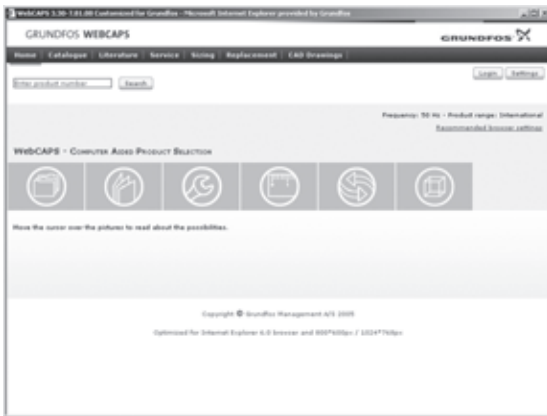 WebCAPS 3.30-7.01.00 Customized for Grundfos - Microsoft Internet Explorer provided by Grundfos
GRUNDFOS WEBCAPS
GRUNDFOS
Home Catalogue Literature Service Sizing Replacement CAD Drawings
Login Settings
Enter product number Search
Frequency: 50 Hz - Product range: International
Recommended browser settings
WebCAPS - Computer Aided Product Selection
Move the cursor over the pictures to read about the possibilities.
Copyright © Grundfos Management A/S 2005
Optimized for Internet Explorer 6.0 browser and 800*600px / 1024*768px